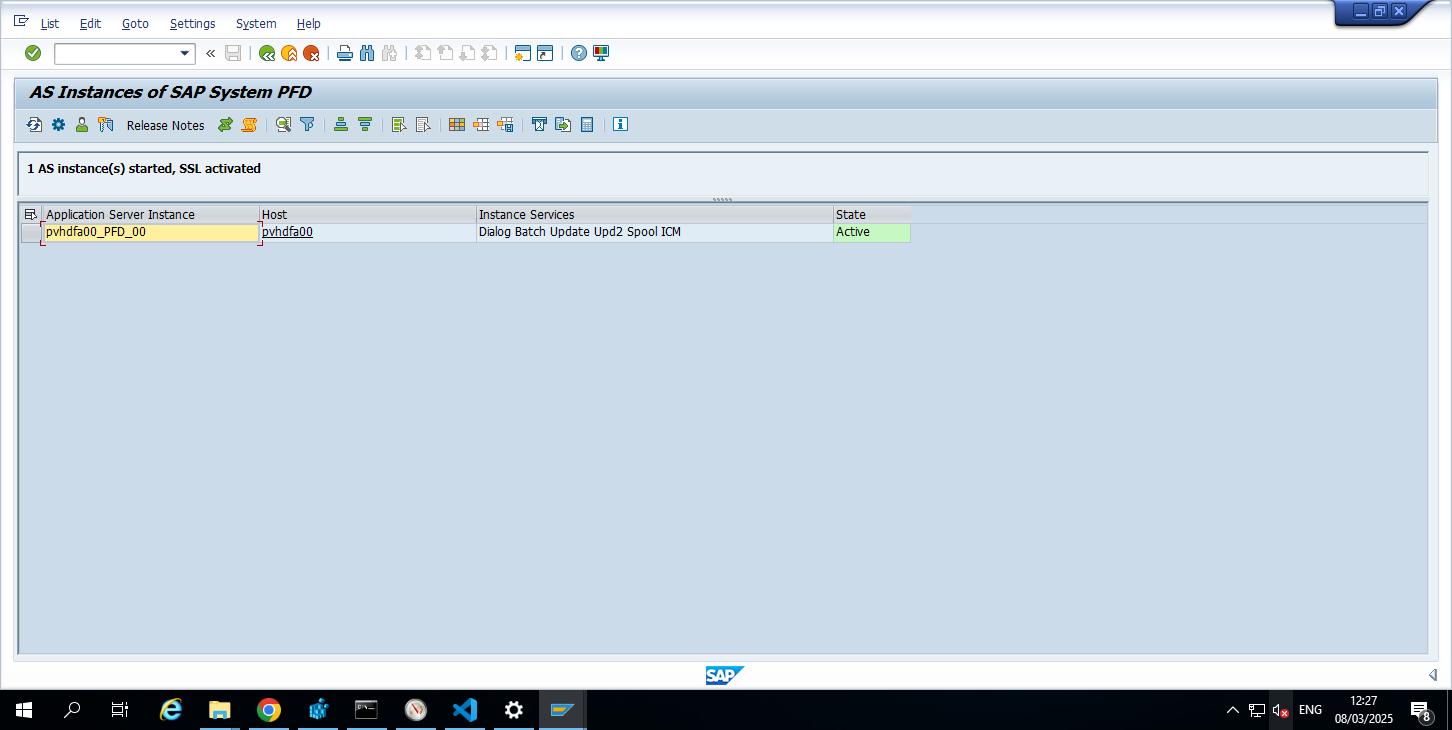 List Edit Goto Settings System Help
AS Instances of SAP System PFD
Release Notes
1 AS instance(s) started, SSL activated
Application Server Instance Host Instance Services State
pvhdfa00_PFD_00 pvhdfa00 Dialog Batch Update Upd2 Spool ICM Active
SAP
ENG
12:27
08/03/2025
8